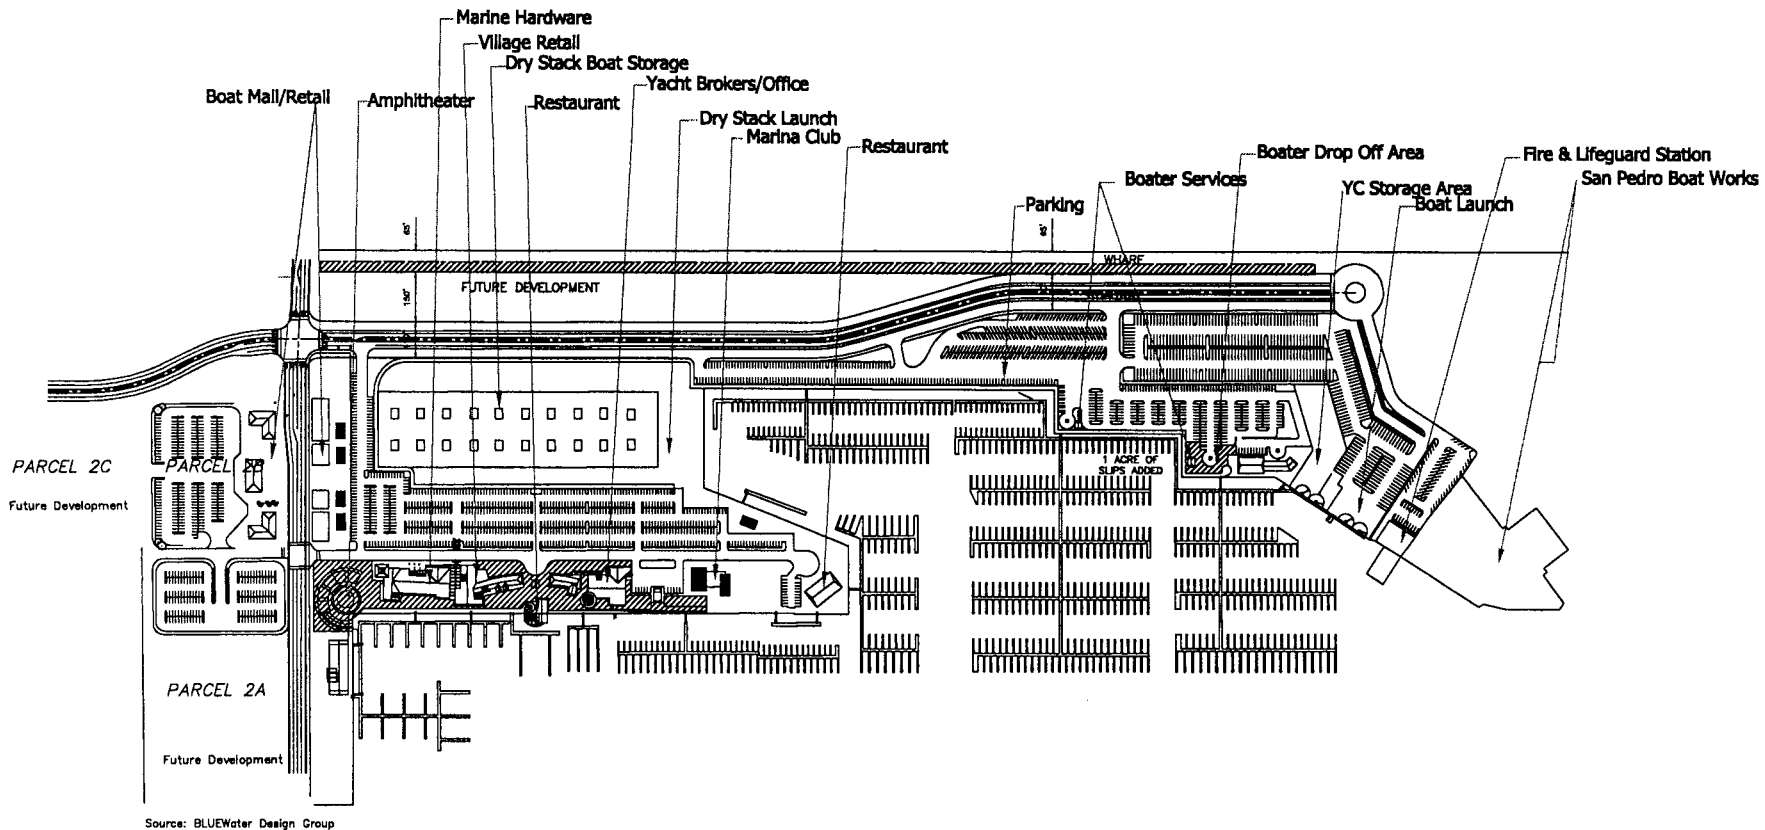 Marine Hardware
Village Retail
Dry Stack Boat Storage
Yacht Brokers/Office
Boat Mall/Retail
Amphitheater
Restaurant
Dry Stack Launch
Marina Club
Restaurant
Boater Drop Off Area
Fire & Lifeguard Station
Boater Services
YC Storage Area
San Pedro Boat Works
Parking
Boat Launch
65'
65'
WHARF
FUTURE DEVELOPMENT
150'
1 ACRE OF
SLIPS ADDED
PARCEL 2C
PARCEL 2B
Future Development
PARCEL 2A
Future Development
Source: BLUEWater Design Group